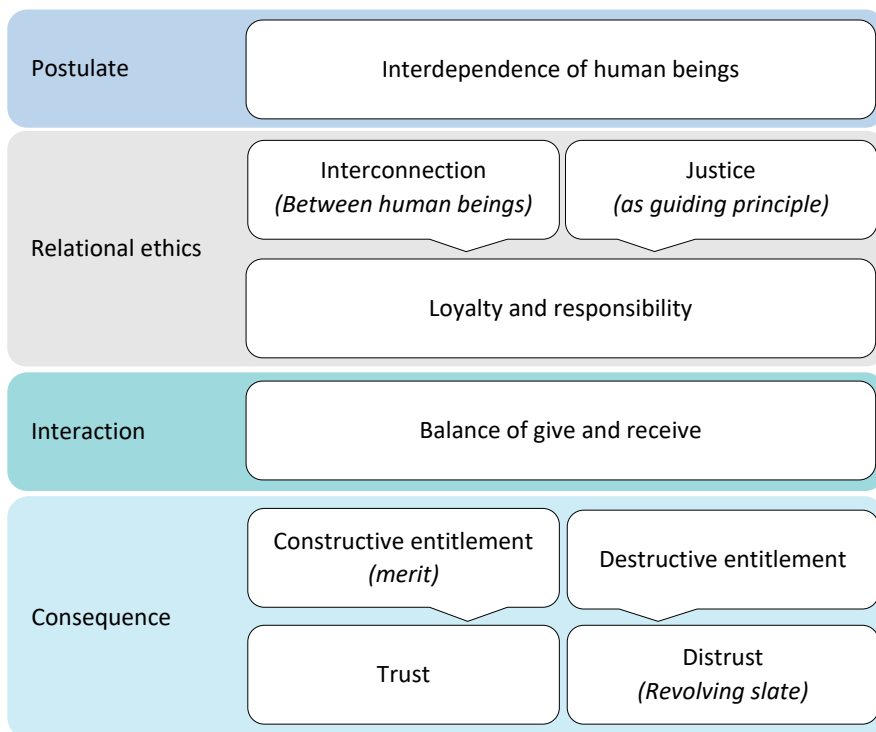 Postulate
Interdependence of human beings
Relational ethics
Interconnection
(Between human beings)
Justice
(as guiding principle)
Loyalty and responsibility
Interaction
Balance of give and receive
Consequence
Constructive entitlement
(merit)
Destructive entitlement
Trust
Distrust
(Revolving slate)